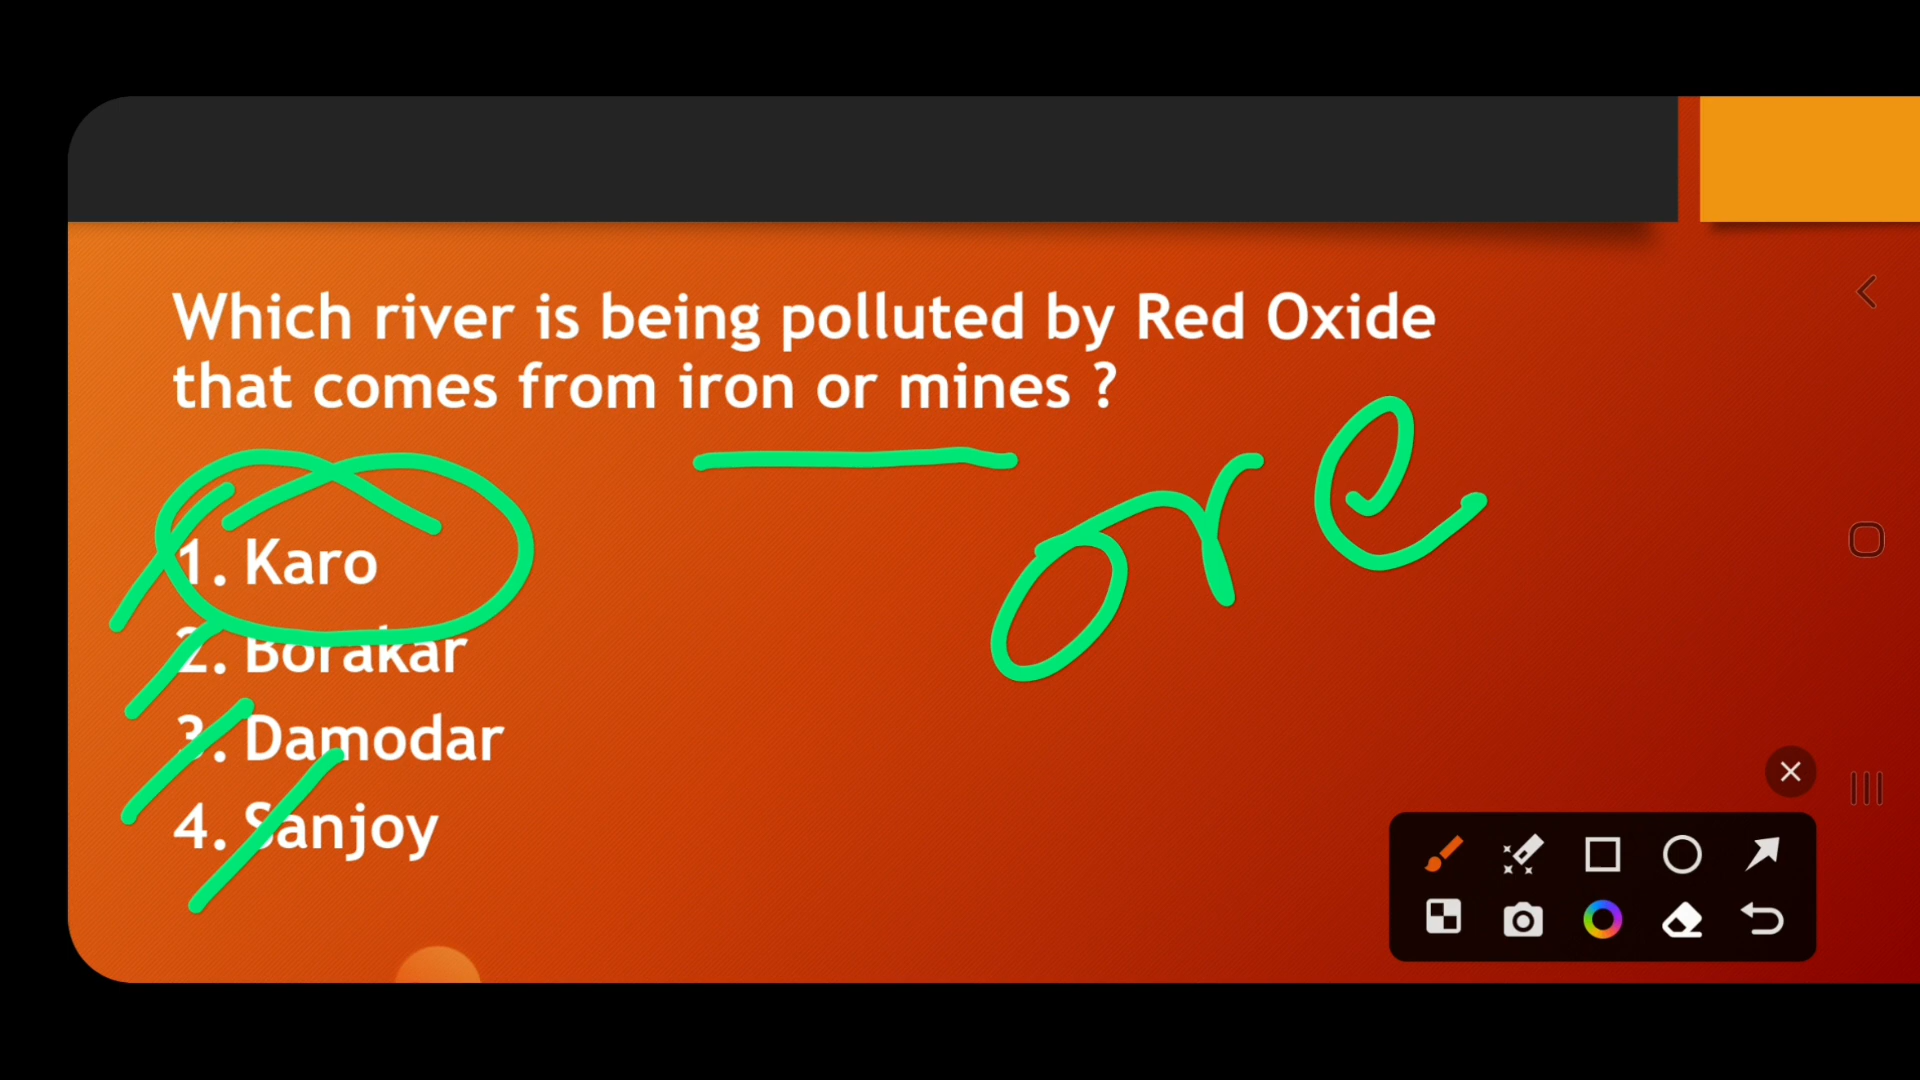 Which river is being polluted by Red Oxide
that comes from iron or mines ?
ore
1. Karo
2. Borakar
3. Damodar
4. Sanjoy